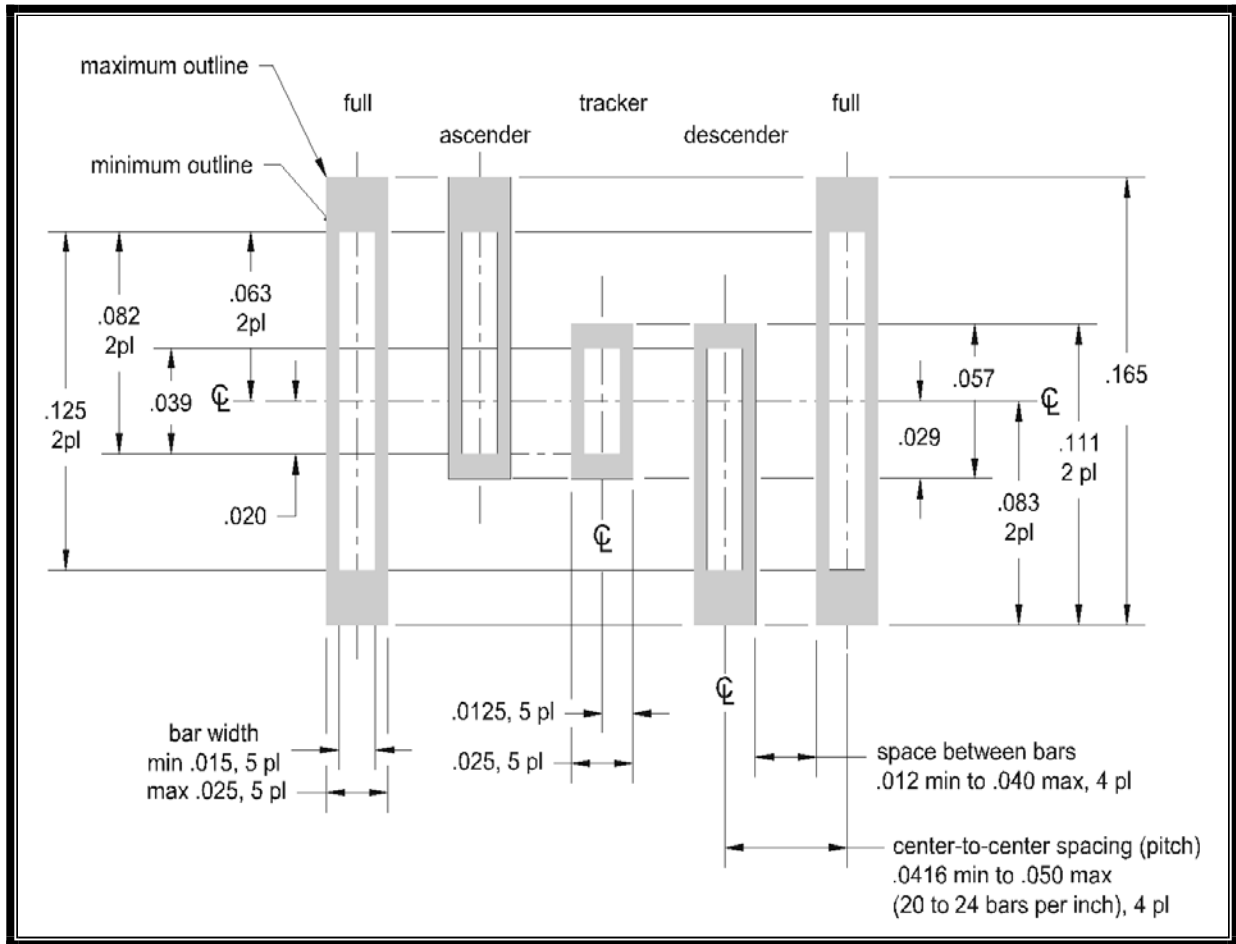 maximum outline
full
tracker
full
ascender
descender
minimum outline
.063
2pl
.082
2pl
.039
.125
2pl
.020
℄
℄
.057
.165
.029
.111
2 pl
.083
2pl
℄
℄
bar width
min .015, 5 pl
max .025, 5 pl
.0125, 5 pl
.025, 5 pl
space between bars
.012 min to .040 max, 4 pl
center-to-center spacing (pitch)
.0416 min to .050 max
(20 to 24 bars per inch), 4 pl